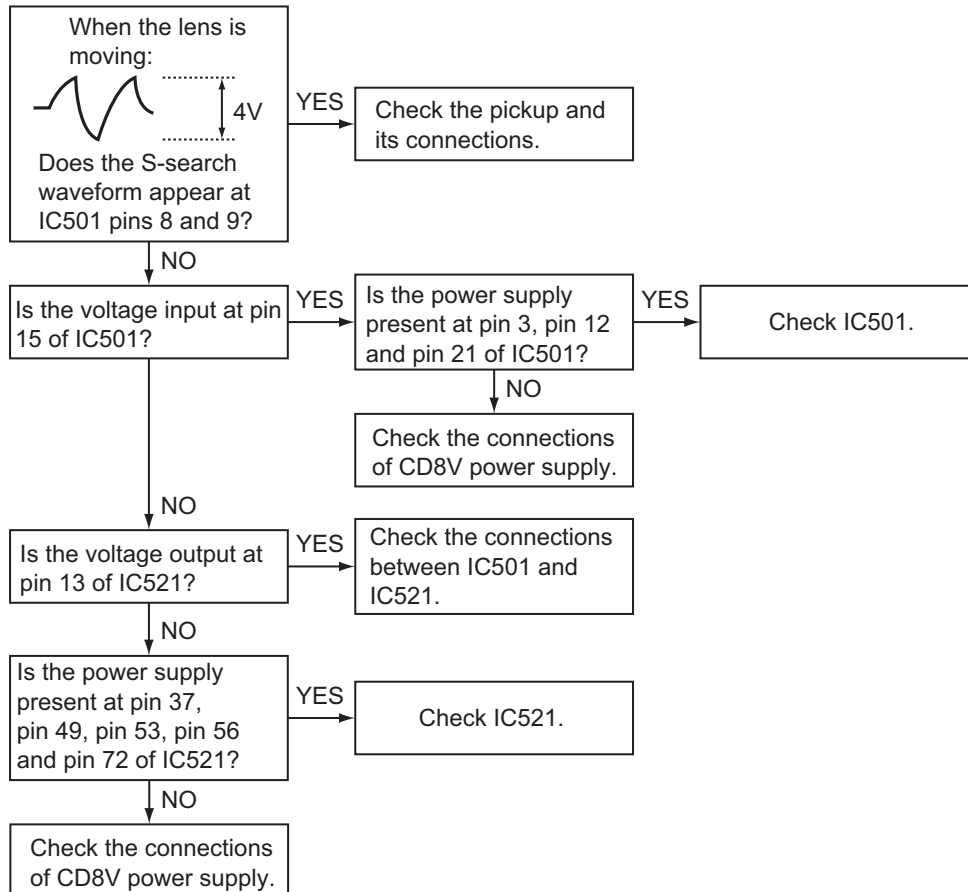 When the lens is
moving:
4V
Does the S-search
waveform appear at
IC501 pins 8 and 9?
YES
Check the pickup and
its connections.
NO
Is the voltage input at pin
15 of IC501?
YES
Is the power supply
present at pin 3, pin 12
and pin 21 of IC501?
YES
Check IC501.
NO
Check the connections
of CD8V power supply.
NO
Is the voltage output at
pin 13 of IC521?
YES
Check the connections
between IC501 and
IC521.
NO
Is the power supply
present at pin 37,
pin 49, pin 53, pin 56
and pin 72 of IC521?
YES
Check IC521.
NO
Check the connections
of CD8V power supply.